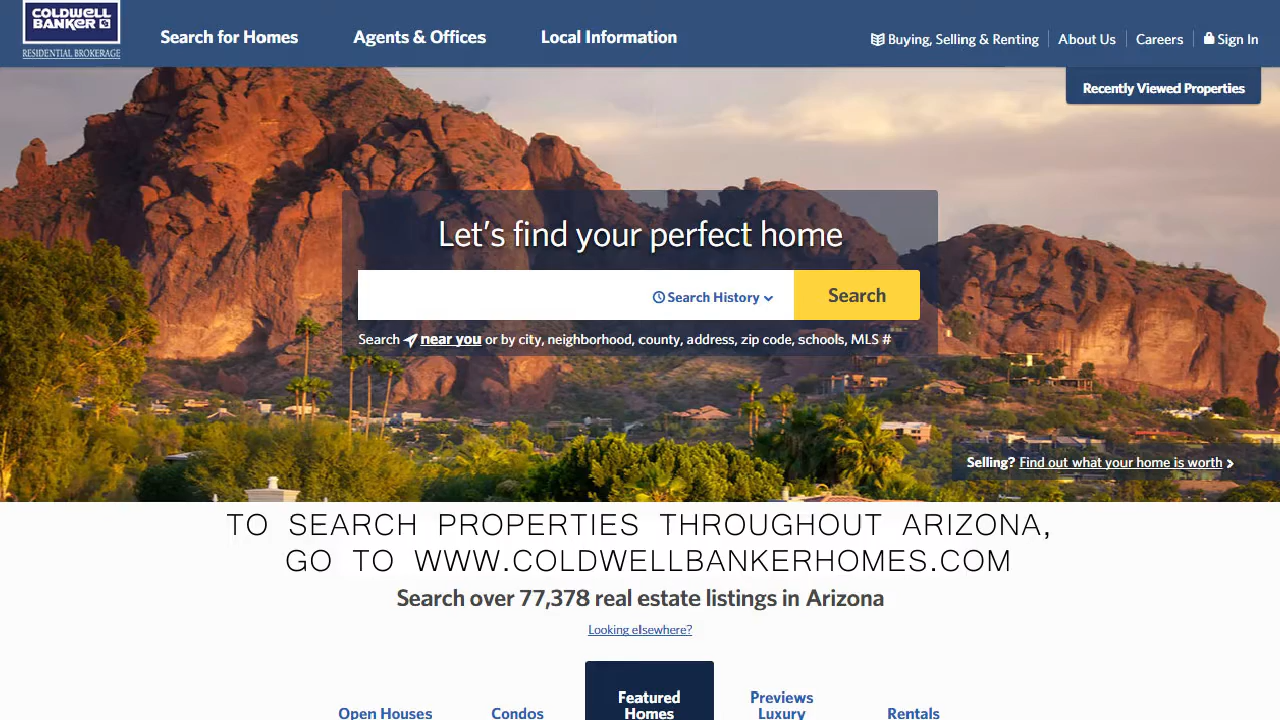 COLDWELL
BANKER
RESIDENTIAL BROKERAGE
Search for Homes
Agents & Offices
Local Information
Buying, Selling & Renting
About Us
Careers
Sign In
Recently Viewed Properties
Let's find your perfect home
Search History
Search
Search near you or by city, neighborhood, county, address, zip code, schools, MLS #
Selling? Find out what your home is worth
TO SEARCH PROPERTIES THROUGHOUT ARIZONA,
GO TO WWW.COLDWELLBANKERHOMES.COM
Search over 77,378 real estate listings in Arizona
Looking elsewhere?
Open Houses
Condos
Featured
Homes
Previews
Luxury
Rentals